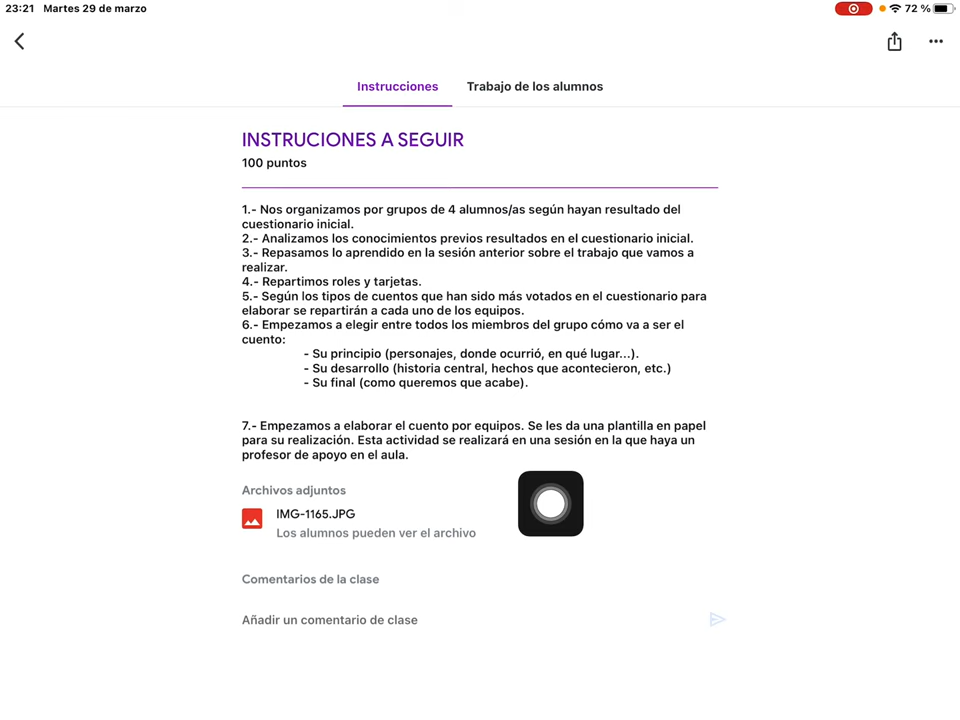 23:21 Martes 29 de marzo
72 %
Instrucciones
Trabajo de los alumnos
INSTRUCIONES A SEGUIR
100 puntos
1.- Nos organizamos por grupos de 4 alumnos/as según hayan resultado del
cuestionario inicial.
2.- Analizamos los conocimientos previos resultados en el cuestionario inicial.
3.- Repasamos lo aprendido en la sesión anterior sobre el trabajo que vamos a
realizar.
4.- Repartimos roles y tarjetas.
5.- Según los tipos de cuentos que han sido más votados en el cuestionario para
elaborar se repartirán a cada uno de los equipos.
6.- Empezamos a elegir entre todos los miembros del grupo cómo va a ser el
cuento:
- Su principio (personajes, donde ocurrió, en qué lugar...).
- Su desarrollo (historia central, hechos que acontecieron, etc.)
- Su final (como queremos que acabe).
7.- Empezamos a elaborar el cuento por equipos. Se les da una plantilla en papel
para su realización. Esta actividad se realizará en una sesión en la que haya un
profesor de apoyo en el aula.
Archivos adjuntos
IMG-1165.JPG
Los alumnos pueden ver el archivo
Comentarios de la clase
Añadir un comentario de clase